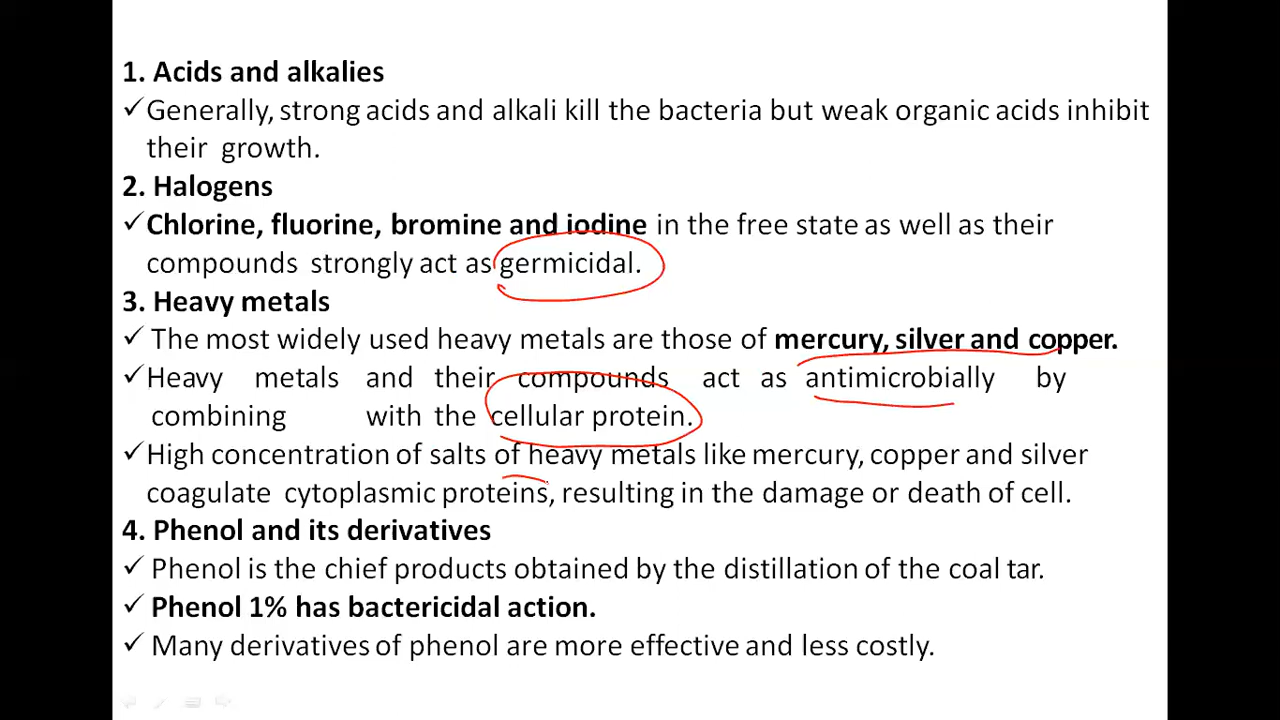 1. Acids and alkalies
✓Generally, strong acids and alkali kill the bacteria but weak organic acids inhibit
their growth.
2. Halogens
✓Chlorine, fluorine, bromine and iodine in the free state as well as their
compounds strongly act as germicidal.
3. Heavy metals
✓ The most widely used heavy metals are those of mercury, silver and copper.
✓Heavy metals and their compounds act as antimicrobially by
combining with the cellular protein.
✓High concentration of salts of heavy metals like mercury, copper and silver
coagulate cytoplasmic proteins, resulting in the damage or death of cell.
4. Phenol and its derivatives
✓ Phenol is the chief products obtained by the distillation of the coal tar.
✓ Phenol 1% has bactericidal action.
✓ Many derivatives of phenol are more effective and less costly.